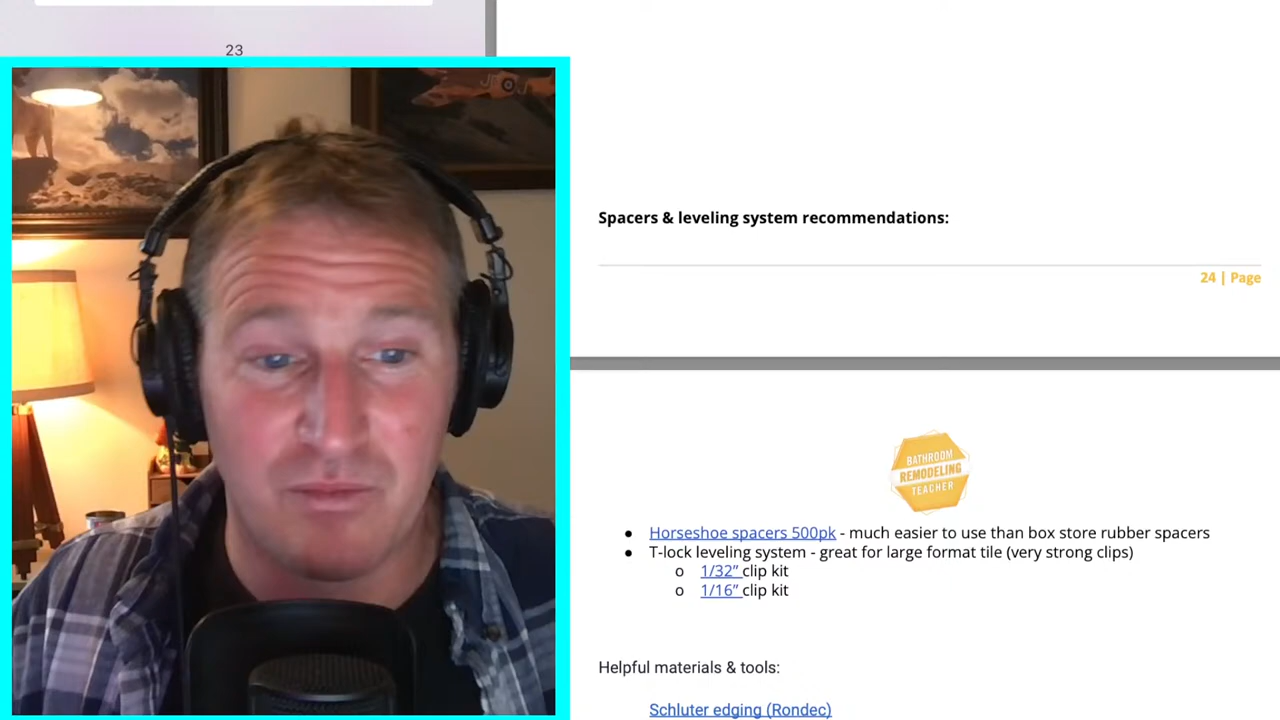 23
Spacers & leveling system recommendations:
24 | Page
BATHROOM
REMODELING
TEACHER
● Horseshoe spacers 500pk - much easier to use than box store rubber spacers
● T-lock leveling system - great for large format tile (very strong clips)
o 1/32” clip kit
o 1/16” clip kit
Helpful materials & tools:
Schluter edging (Rondec)